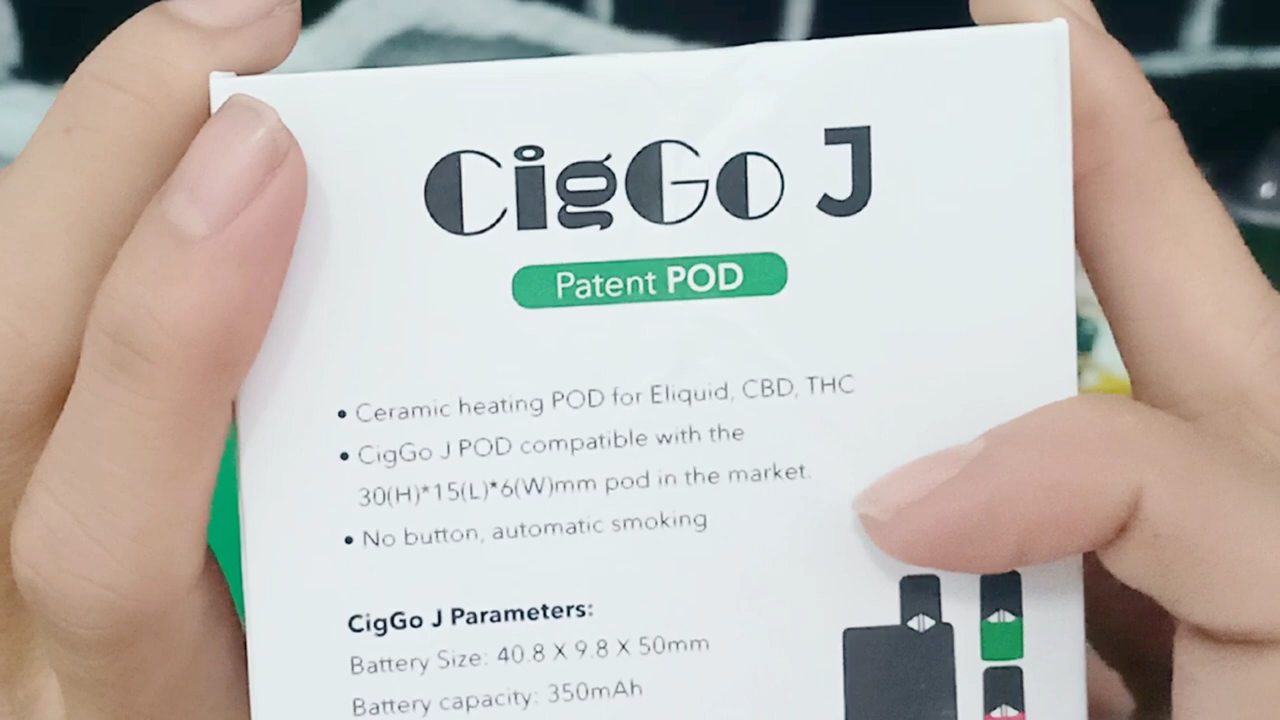 CigGo J
Patent POD
• Ceramic heating POD for Eliquid, CBD, THC
• CigGo J POD compatible with the
30(H)*15(L)*6(W)mm pod in the market.
• No button, automatic smoking
CigGo J Parameters:
Battery Size: 40.8 X 9.8 X 50mm
Battery capacity: 350mAh